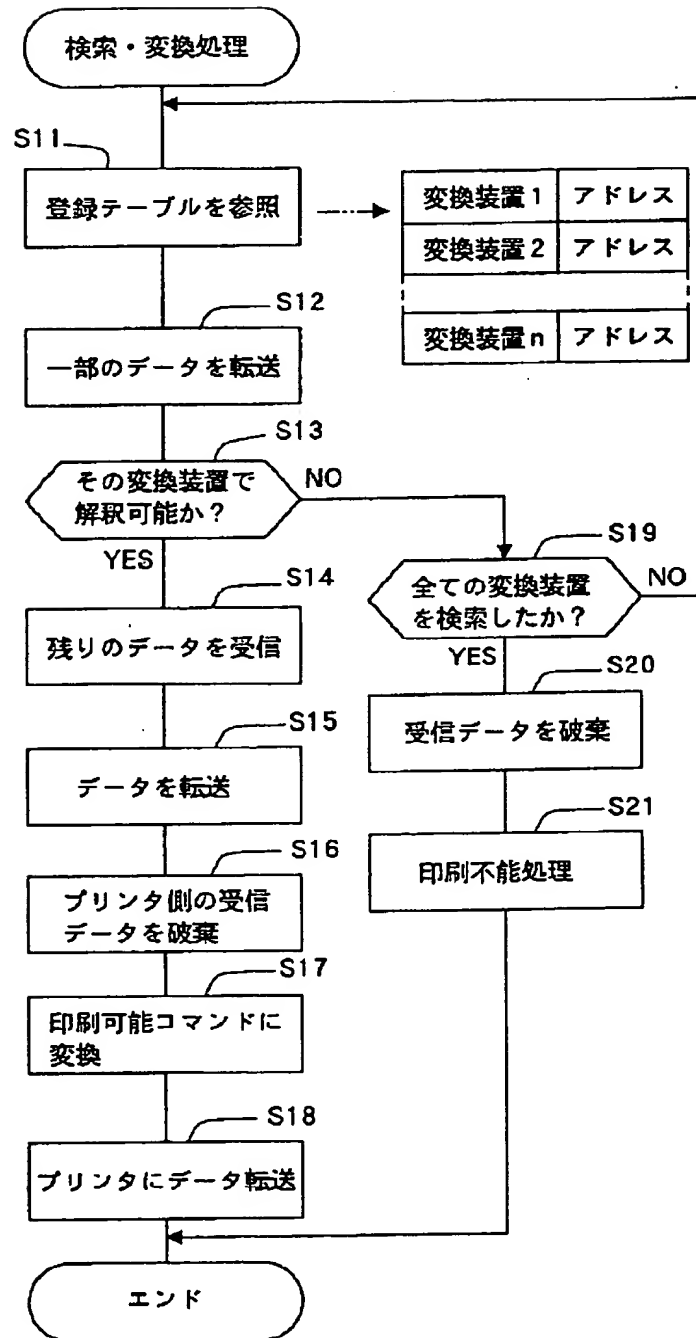 検索・変換処理
S11
登録テーブルを参照
変換装置1 アドレス
変換装置2 アドレス
変換装置n アドレス
S12
一部のデータを転送
S13
その変換装置で
解釈可能か？
NO
YES
S14
残りのデータを受信
S15
データを転送
S16
プリンタ側の受信
データを破棄
S17
印刷可能コマンドに
変換
S18
プリンタにデータ転送
S19
全ての変換装置
を検索したか？
NO
YES
S20
受信データを破棄
S21
印刷不能処理
エンド